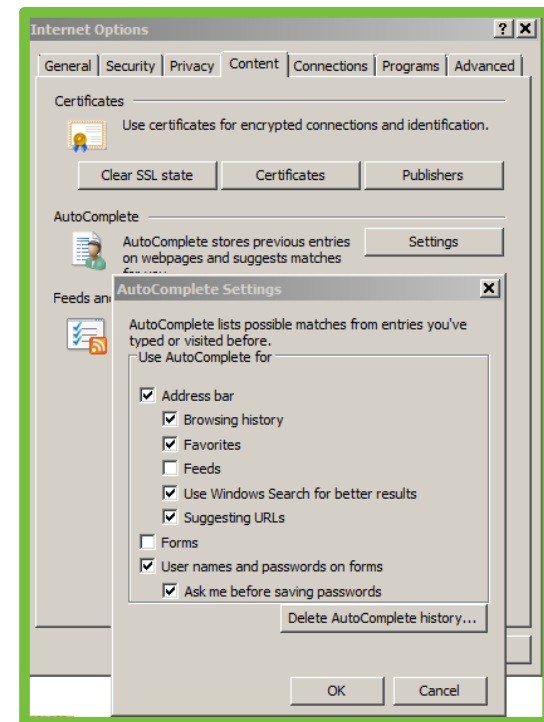 Internet Options
General Security Privacy Content Connections Programs Advanced
Certificates
Use certificates for encrypted connections and identification.
Clear SSL state Certificates Publishers
AutoComplete
AutoComplete stores previous entries
on webpages and suggests matches
Settings
Feeds
AutoComplete Settings
AutoComplete lists possible matches from entries you've
typed or visited before.
Use AutoComplete for
Address bar
Browsing history
Favorites
Feeds
Use Windows Search for better results
Suggesting URLs
Forms
User names and passwords on forms
Ask me before saving passwords
Delete AutoComplete history...
OK Cancel